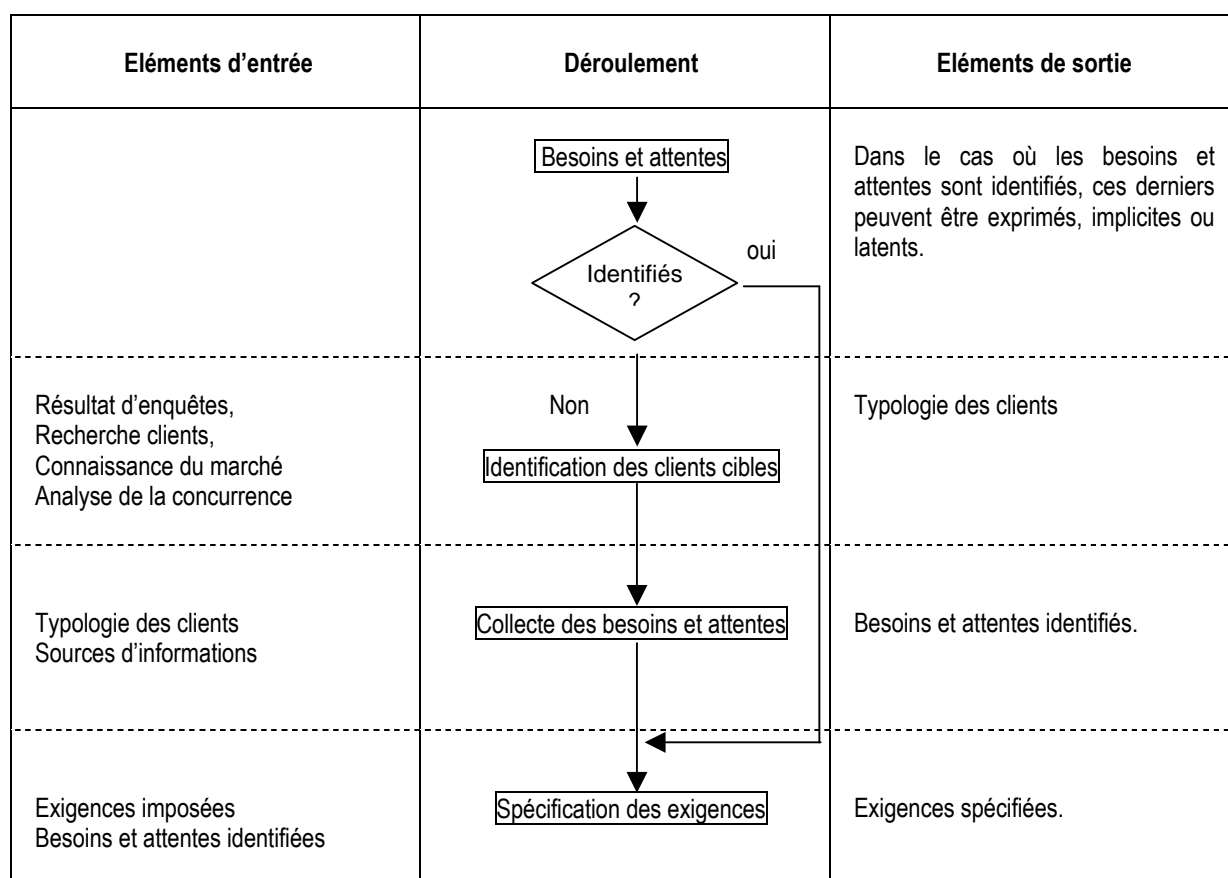 Eléments d’entrée
Déroulement
Eléments de sortie
Besoins et attentes
Dans le cas où les besoins et
attentes sont identifiés, ces derniers
peuvent être exprimés, implicites ou
latents.
oui
Identifiés
?
Résultat d’enquêtes,
Recherche clients,
Connaissance du marché
Analyse de la concurrence
Non
Identification des clients cibles
Typologie des clients
Typologie des clients
Sources d’informations
Collecte des besoins et attentes
Besoins et attentes identifiés.
Exigences imposées
Besoins et attentes identifiées
Spécification des exigences
Exigences spécifiées.